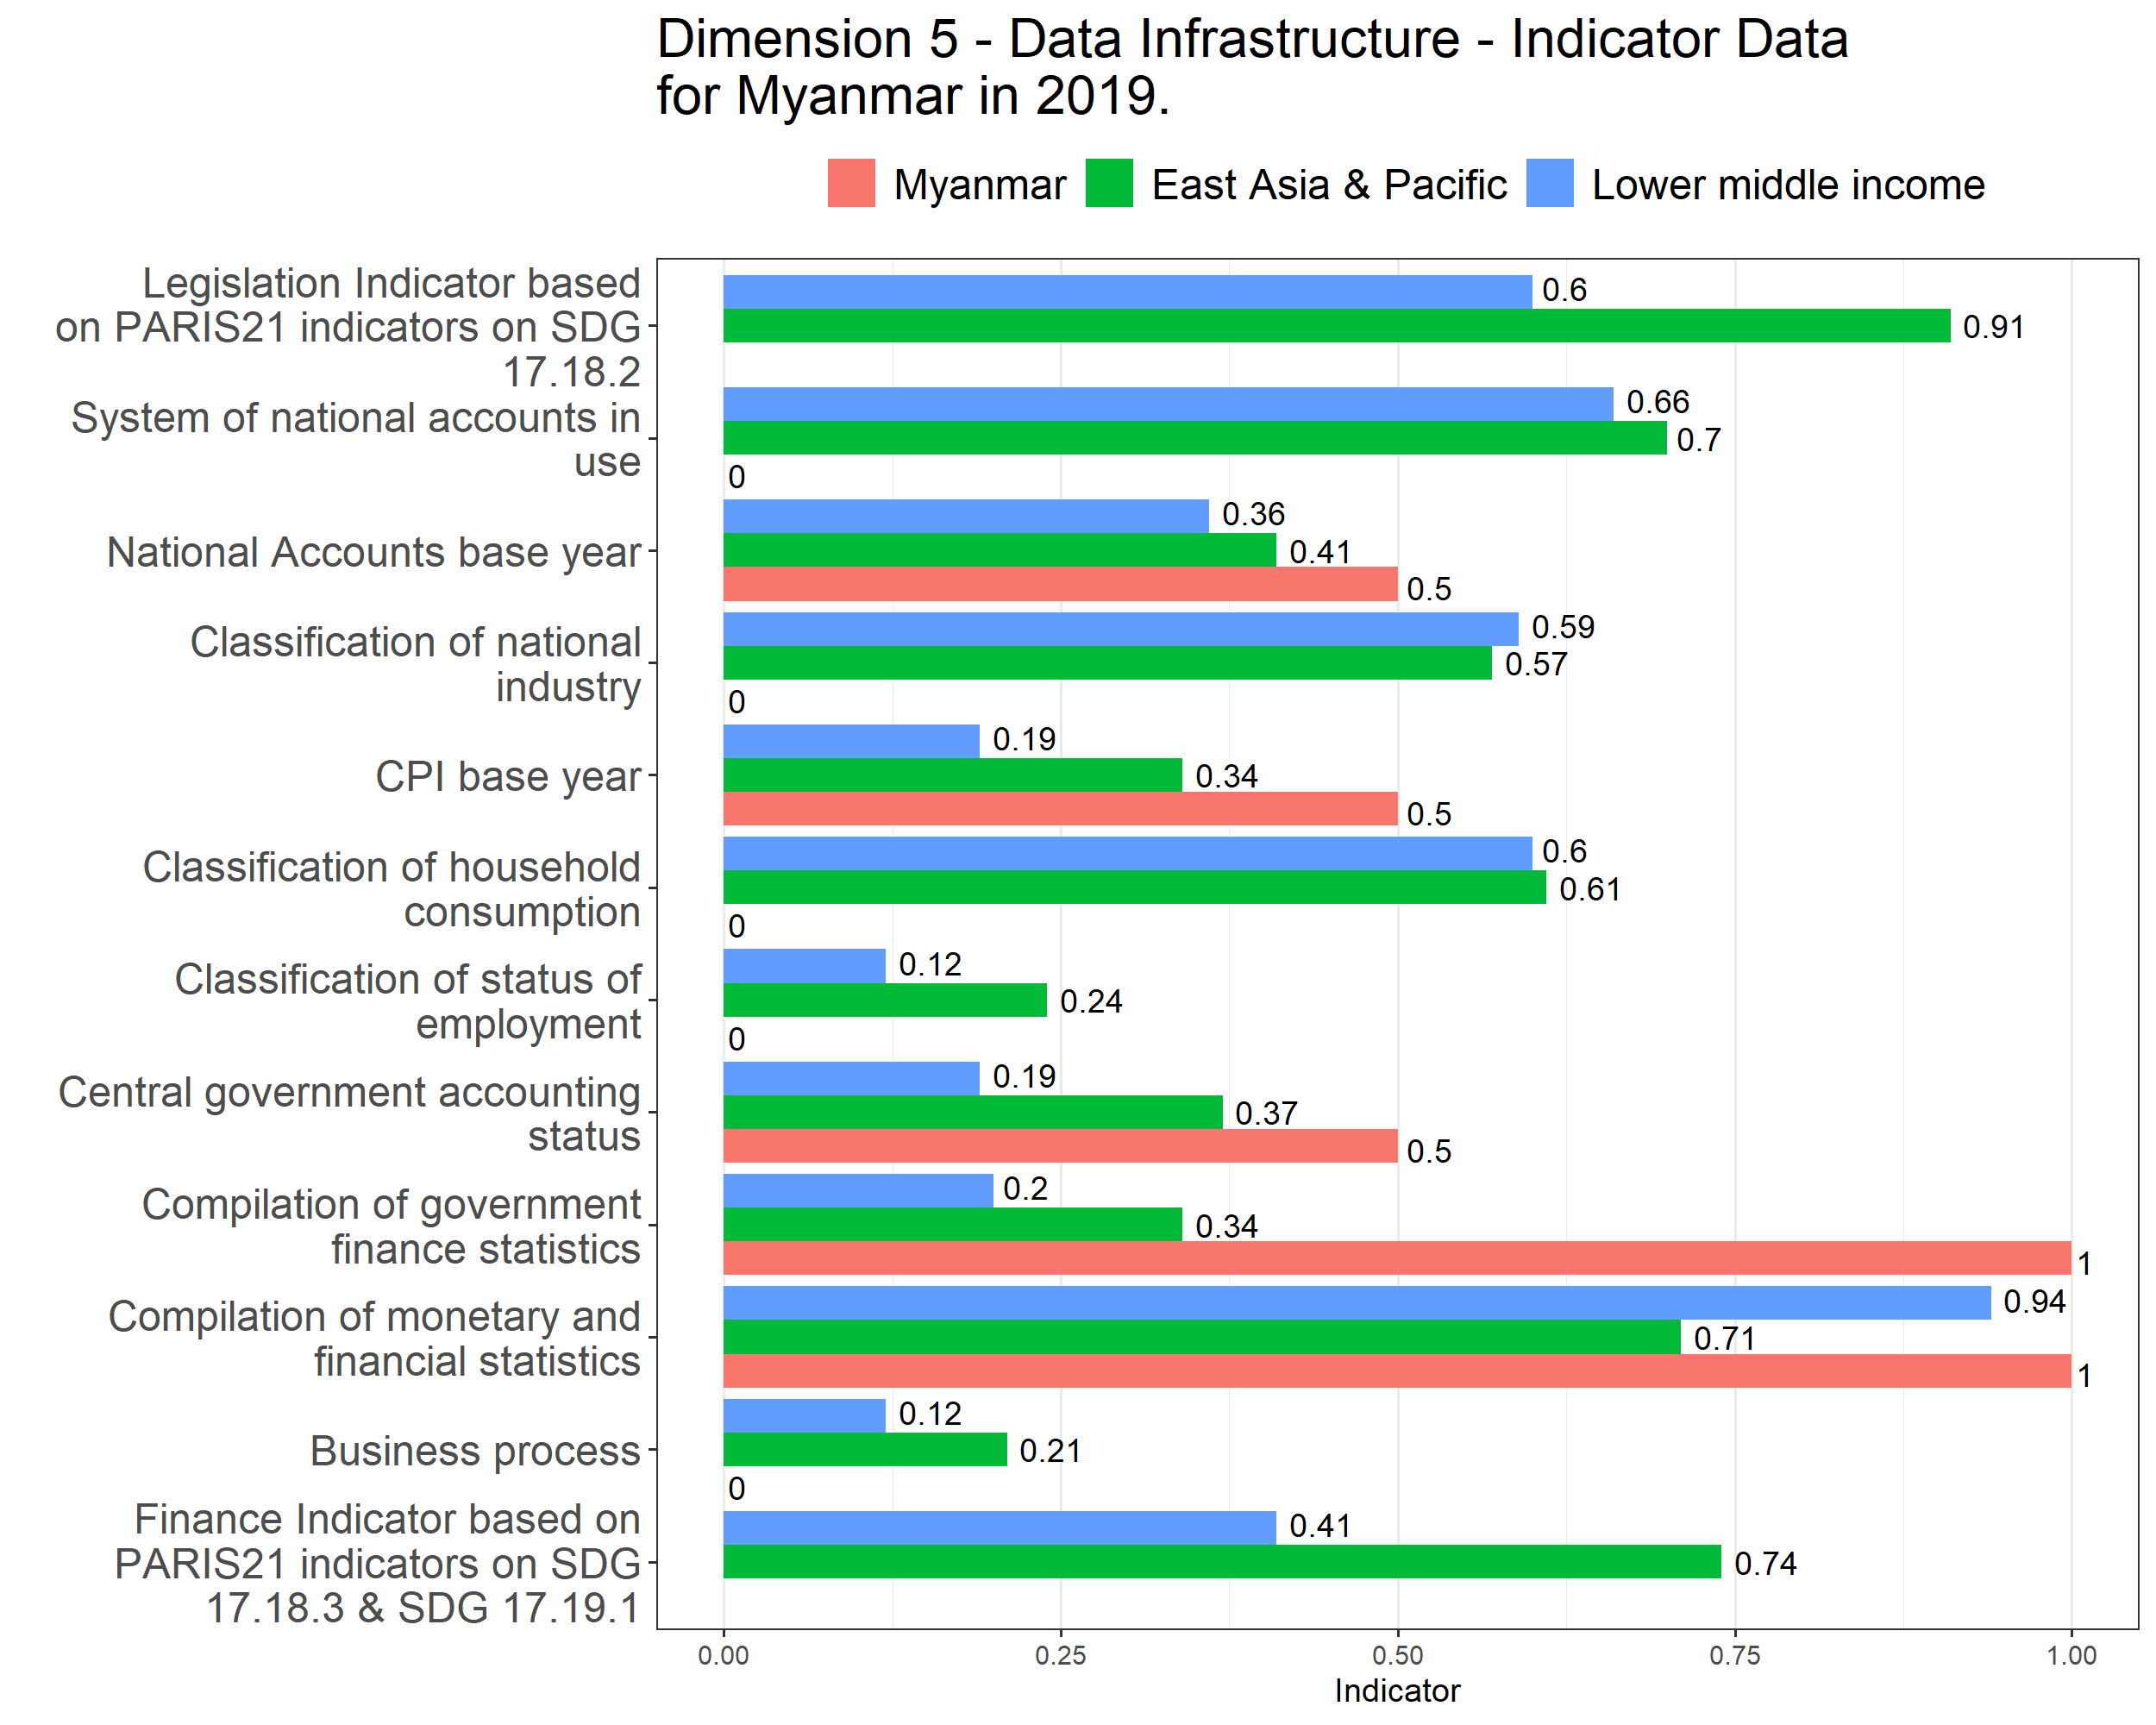 Dimension 5 - Data Infrastructure - Indicator Data
for Myanmar in 2019.
Myanmar East Asia & Pacific Lower middle income
Legislation Indicator based
on PARIS21 indicators on SDG
17.18.2
0.6
0.91
System of national accounts in
use
0.66
0.7
0
National Accounts base year
0.36
0.41
0.5
Classification of national
industry
0.59
0.57
0
CPI base year
0.19
0.34
0.5
Classification of household
consumption
0.6
0.61
0
Classification of status of
employment
0.12
0.24
0
Central government accounting
status
0.19
0.37
0.5
Compilation of government
finance statistics
0.2
0.34
1
Compilation of monetary and
financial statistics
0.94
0.71
1
Business process
0.12
0.21
0
Finance Indicator based on
PARIS21 indicators on SDG
17.18.3 & SDG 17.19.1
0.41
0.74
0.00 0.25 0.50 0.75 1.00
Indicator